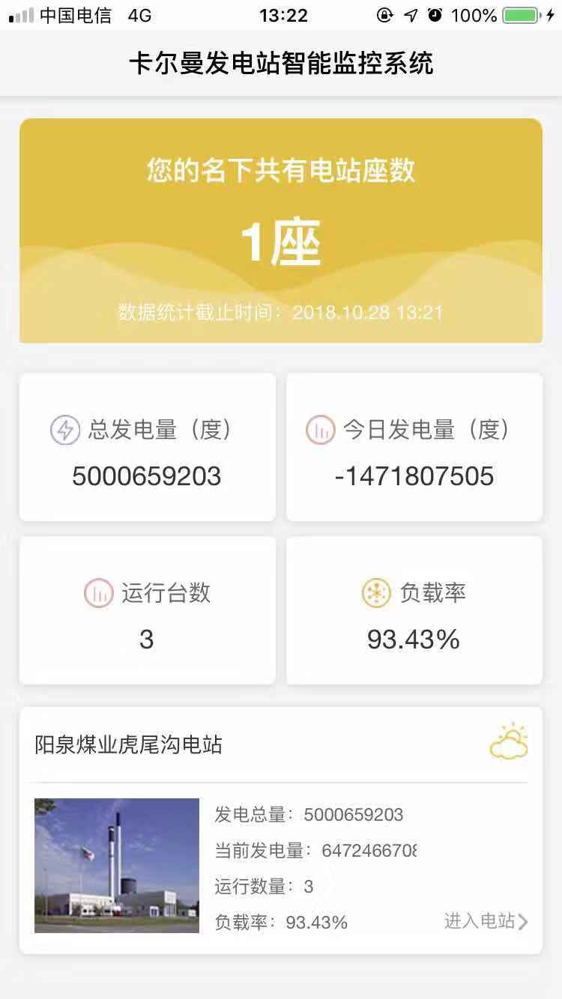 中国电信 4G 13:22 100%
卡尔曼发电站智能监控系统
您的名下共有电站座数
1座
数据统计截止时间：2018.10.28 13:21
总发电量（度）
5000659203
今日发电量（度）
-1471807505
运行台数
3
负载率
93.43%
阳泉煤业虎尾沟电站
发电总量：5000659203
当前发电量：6472466708
运行数量：3
负载率：93.43%
进入电站